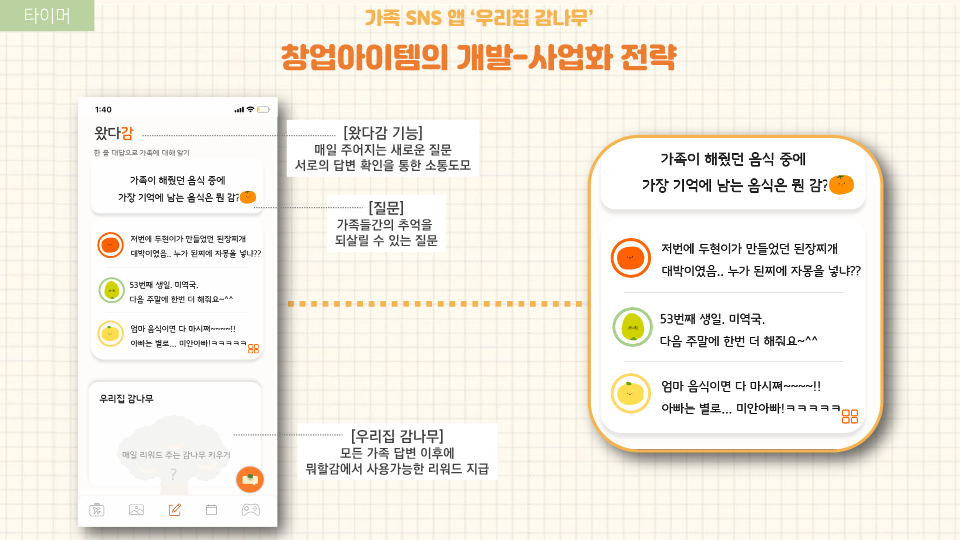 타이머
가족 SNS 앱 ‘우리집 감나무’
창업아이템의 개발-사업화 전략
1:40
왔다감
한 줄 대답으로 가족에 대해 알기
가족이 해줬던 음식 중에
가장 기억에 남는 음식은 뭔 감?
저번에 두현이가 만들었던 된장찌개
대박이였음.. 누가 된찌에 자몽을 넣냐??
53번째 생일. 미역국.
다음 주말에 한번 더 해줘요~^^
엄마 음식이면 다 마시쪄~~~~!!
아빠는 별로... 미안아빠!ㅋㅋㅋㅋㅋ
우리집 감나무
매일 리워드 주는 감나무 키우기
?
[왔다감 기능]
매일 주어지는 새로운 질문
서로의 답변 확인을 통한 소통도모
[질문]
가족들간의 추억을
되살릴 수 있는 질문
[우리집 감나무]
모든 가족 답변 이후에
뭐할감에서 사용가능한 리워드 지급
가족이 해줬던 음식 중에
가장 기억에 남는 음식은 뭔 감?
저번에 두현이가 만들었던 된장찌개
대박이였음.. 누가 된찌에 자몽을 넣냐??
53번째 생일. 미역국.
다음 주말에 한번 더 해줘요~^^
엄마 음식이면 다 마시쪄~~~~!!
아빠는 별로... 미안아빠!ㅋㅋㅋㅋㅋ